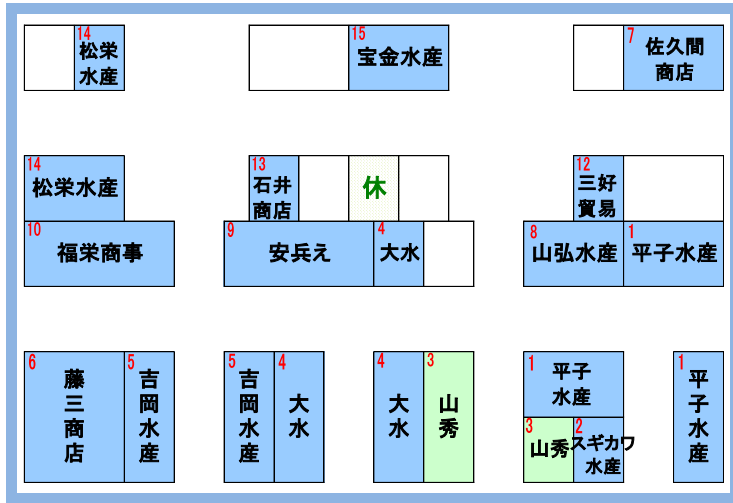 14
松栄
水産
15
宝金水産
7
佐久間
商店
14
松栄水産
13
石井
商店
休
12
三好
貿易
10
福栄商事
9
安兵え
4
大水
8
山弘水産
1
平子水産
6
藤三商店
5
吉岡水産
5
吉岡水産
4
大水
4
大水
3
山秀
1
平子
水産
3
山秀
2
スギカワ
水産
1
平子水産